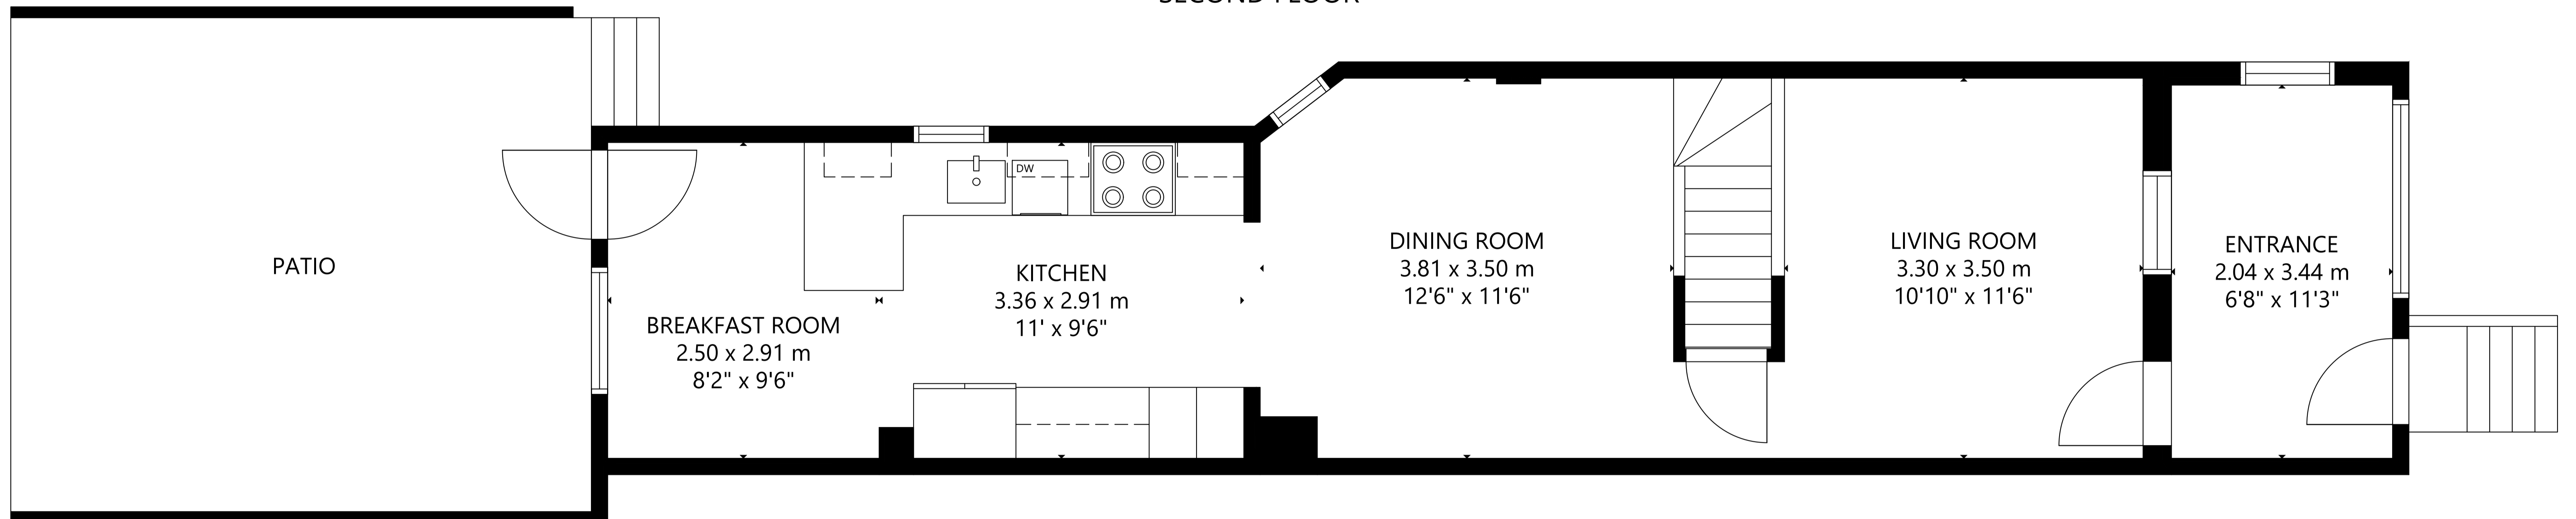 SECOND FLOOR
PATIO
BREAKFAST ROOM
2.50 x 2.91 m
8'2" x 9'6"
KITCHEN
3.36 x 2.91 m
11' x 9'6"
DW
DINING ROOM
3.81 x 3.50 m
12'6" x 11'6"
LIVING ROOM
3.30 x 3.50 m
10'10" x 11'6"
ENTRANCE
2.04 x 3.44 m
6'8" x 11'3"